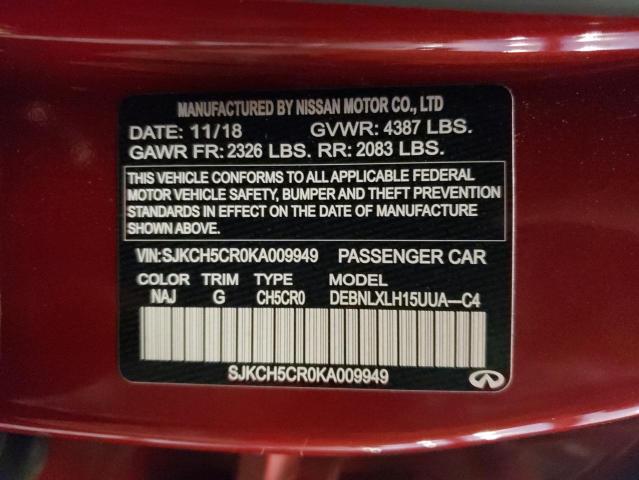 MANUFACTURED BY NISSAN MOTOR CO., LTD
DATE: 11/18 GVWR: 4387 LBS.
GAWR FR: 2326 LBS. RR: 2083 LBS.
THIS VEHICLE CONFORMS TO ALL APPLICABLE FEDERAL
MOTOR VEHICLE SAFETY, BUMPER AND THEFT PREVENTION
STANDARDS IN EFFECT ON THE DATE OF MANUFACTURE
SHOWN ABOVE.
VIN:SJKCH5CR0KA009949 PASSENGER CAR
COLOR TRIM TYPE MODEL
NAJ G CH5CR0 DEBNLXLH15UUA—C4
SJKCH5CR0KA009949